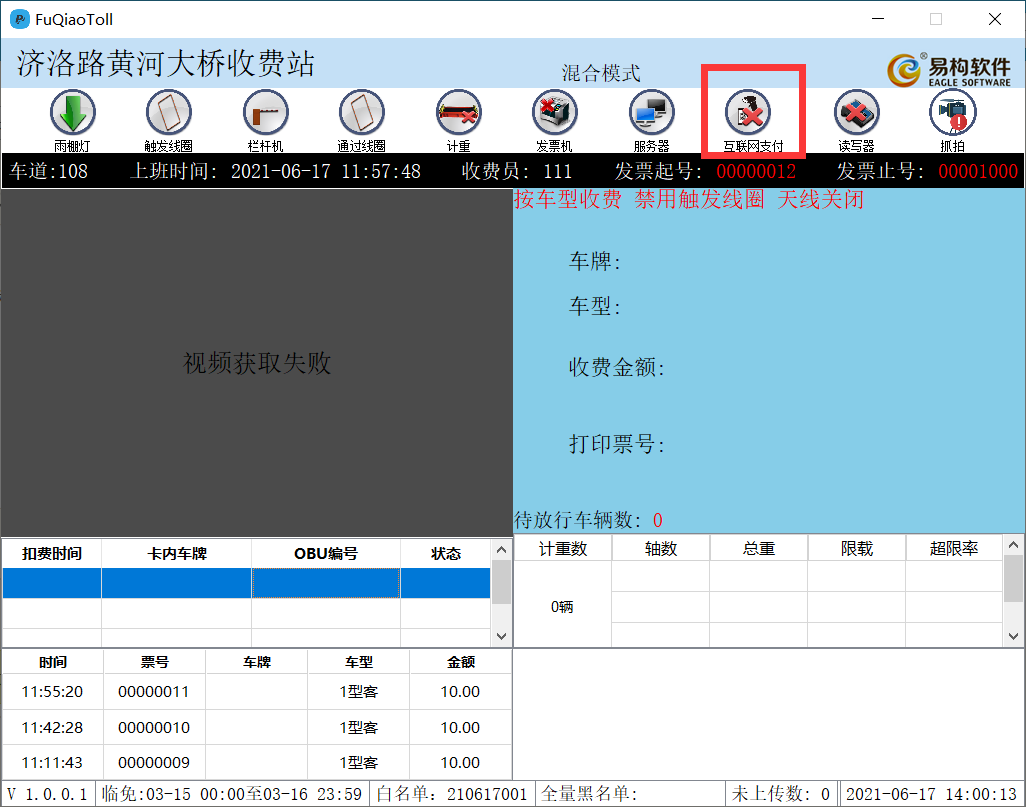 FuQiaoToll
济洛路黄河大桥收费站
混合模式
易构软件
EAGLE SOFTWARE
雨棚灯 触发线圈 栏杆机 通过线圈 计重 发票机 服务器 互联网支付 读写器 抓拍
车道:108 上班时间: 2021-06-17 11:57:48 收费员: 111 发票起号: 00000012 发票止号: 00001000
按车型收费 禁用触发线圈 天线关闭
车牌:
车型:
收费金额:
打印票号:
待放行车辆数: 0
视频获取失败
扣费时间 卡内车牌 OBU编号 状态
计重数 轴数 总重 限载 超限率
0辆
时间 票号 车牌 车型 金额
11:55:20 00000011 1型客 10.00
11:42:28 00000010 1型客 10.00
11:11:43 00000009 1型客 10.00
V 1.0.0.1 临免:03-15 00:00至03-16 23:59 白名单: 210617001 全量黑名单: 未上传数: 0 2021-06-17 14:00:13